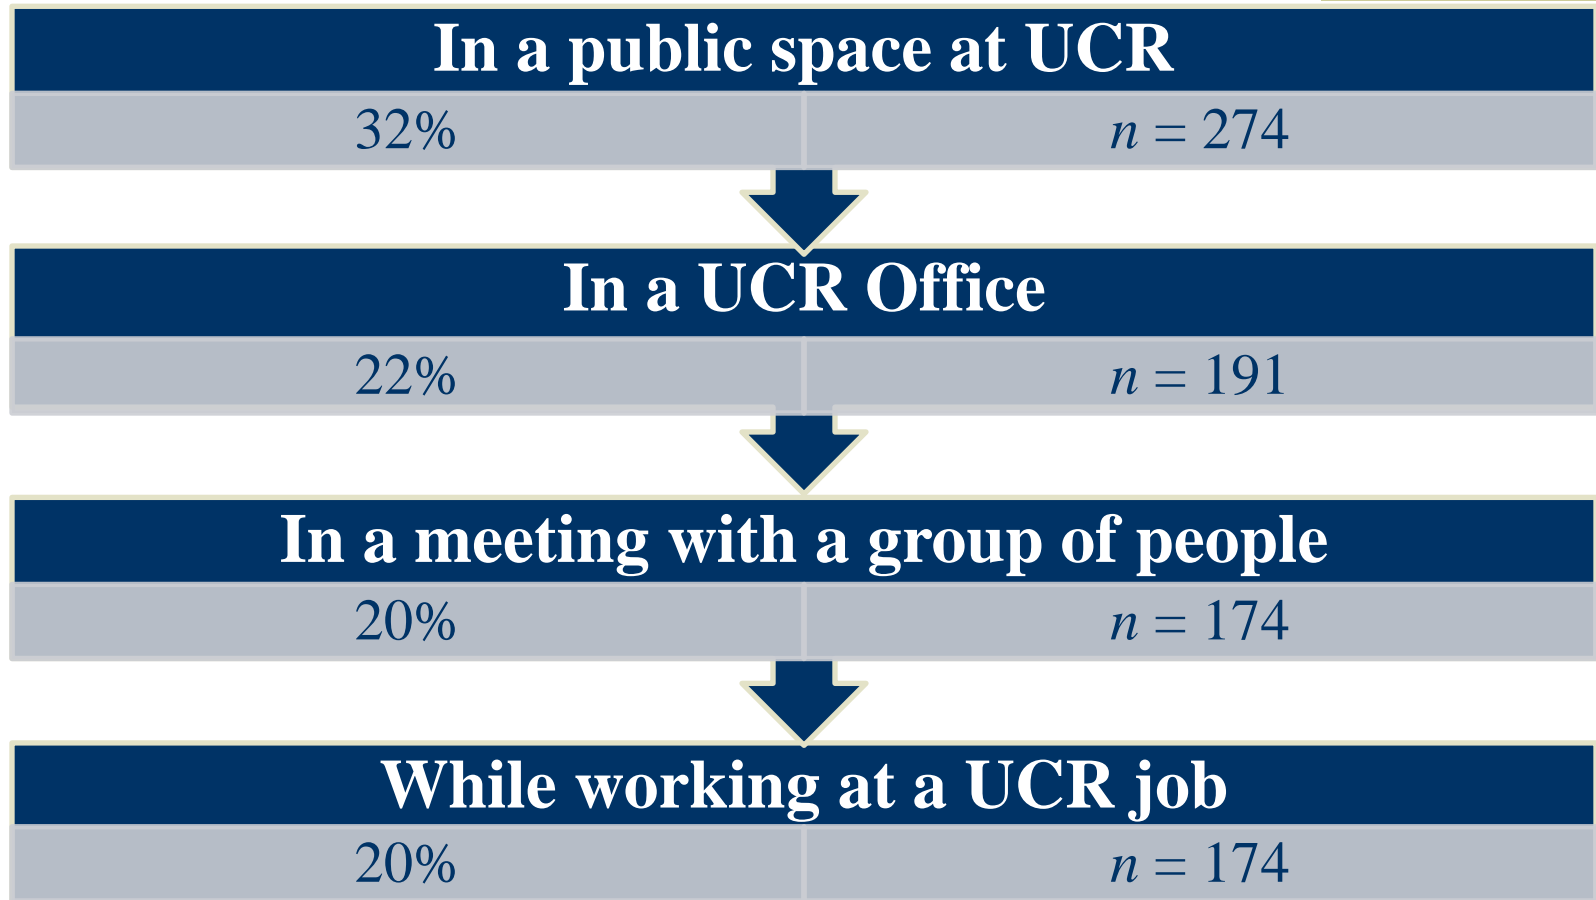 In a public space at UCR
32% n = 274
In a UCR Office
22% n = 191
In a meeting with a group of people
20% n = 174
While working at a UCR job
20% n = 174